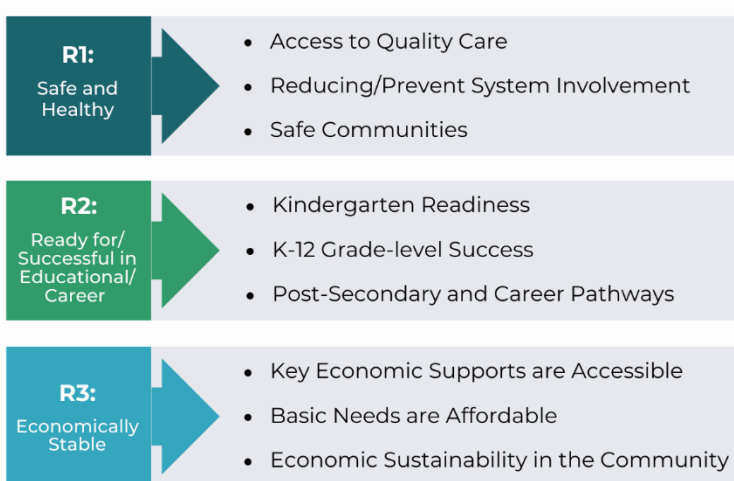 R1:
Safe and
Healthy
• Access to Quality Care
• Reducing/Prevent System Involvement
• Safe Communities
R2:
Ready for/
Successful in
Educational/
Career
• Kindergarten Readiness
• K-12 Grade-level Success
• Post-Secondary and Career Pathways
R3:
Economically
Stable
• Key Economic Supports are Accessible
• Basic Needs are Affordable
• Economic Sustainability in the Community